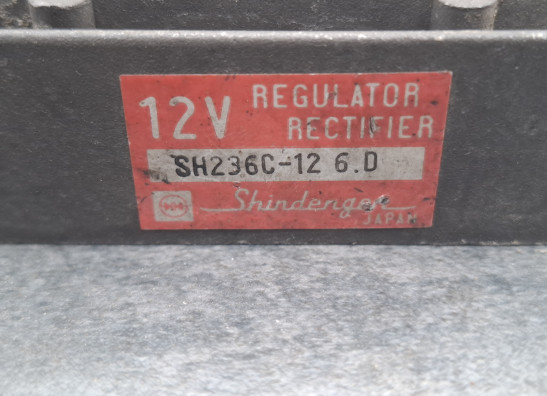 12V REGULATOR
RECTIFIER
SH236C-12 6.D
Shindengen
JAPAN